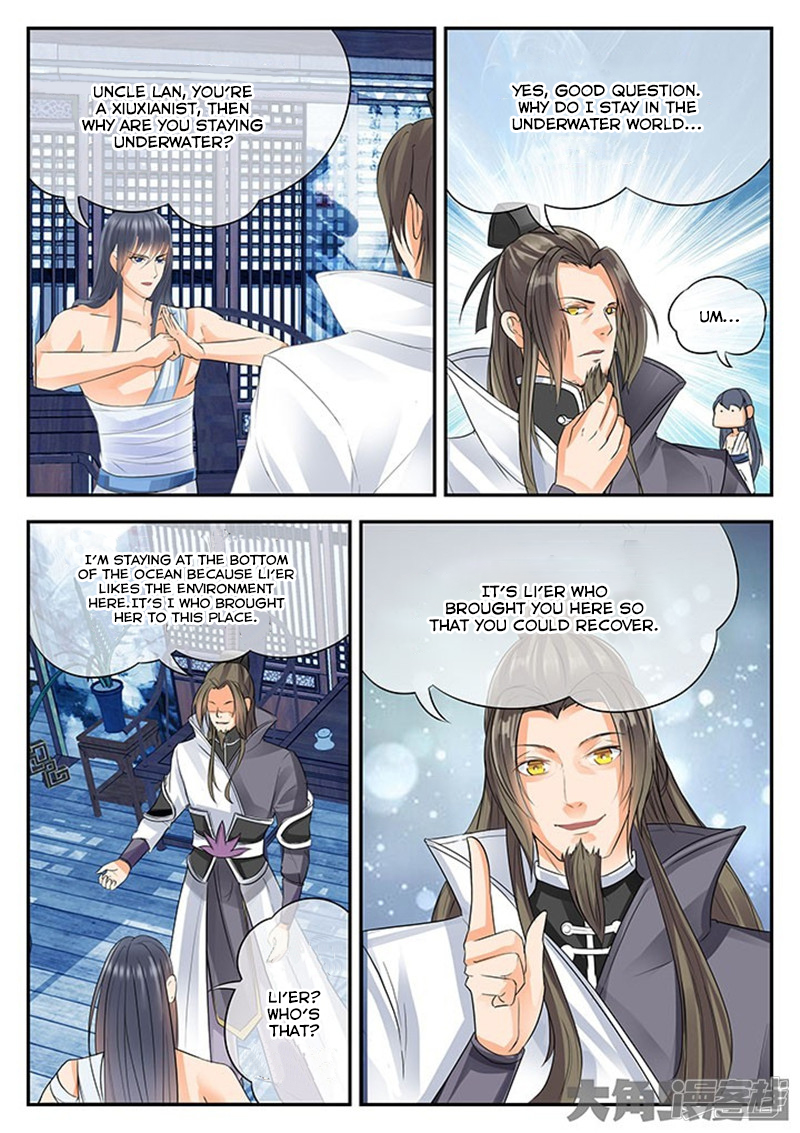 UNCLE LAN, YOU'RE
A XIUXIANIST, THEN
WHY ARE YOU STAYING
UNDERWATER?
YES, GOOD QUESTION.
WHY DO I STAY IN THE
UNDERWATER WORLD...
UM...
I'M STAYING AT THE BOTTOM
OF THE OCEAN BECAUSE LI'ER
LIKES THE ENVIRONMENT
HERE.IT'S I WHO BROUGHT
HER TO THIS PLACE.
LI'ER?
WHO'S
THAT?
IT'S LI'ER WHO
BROUGHT YOU HERE SO
THAT YOU COULD RECOVER.
大角 漫客栈